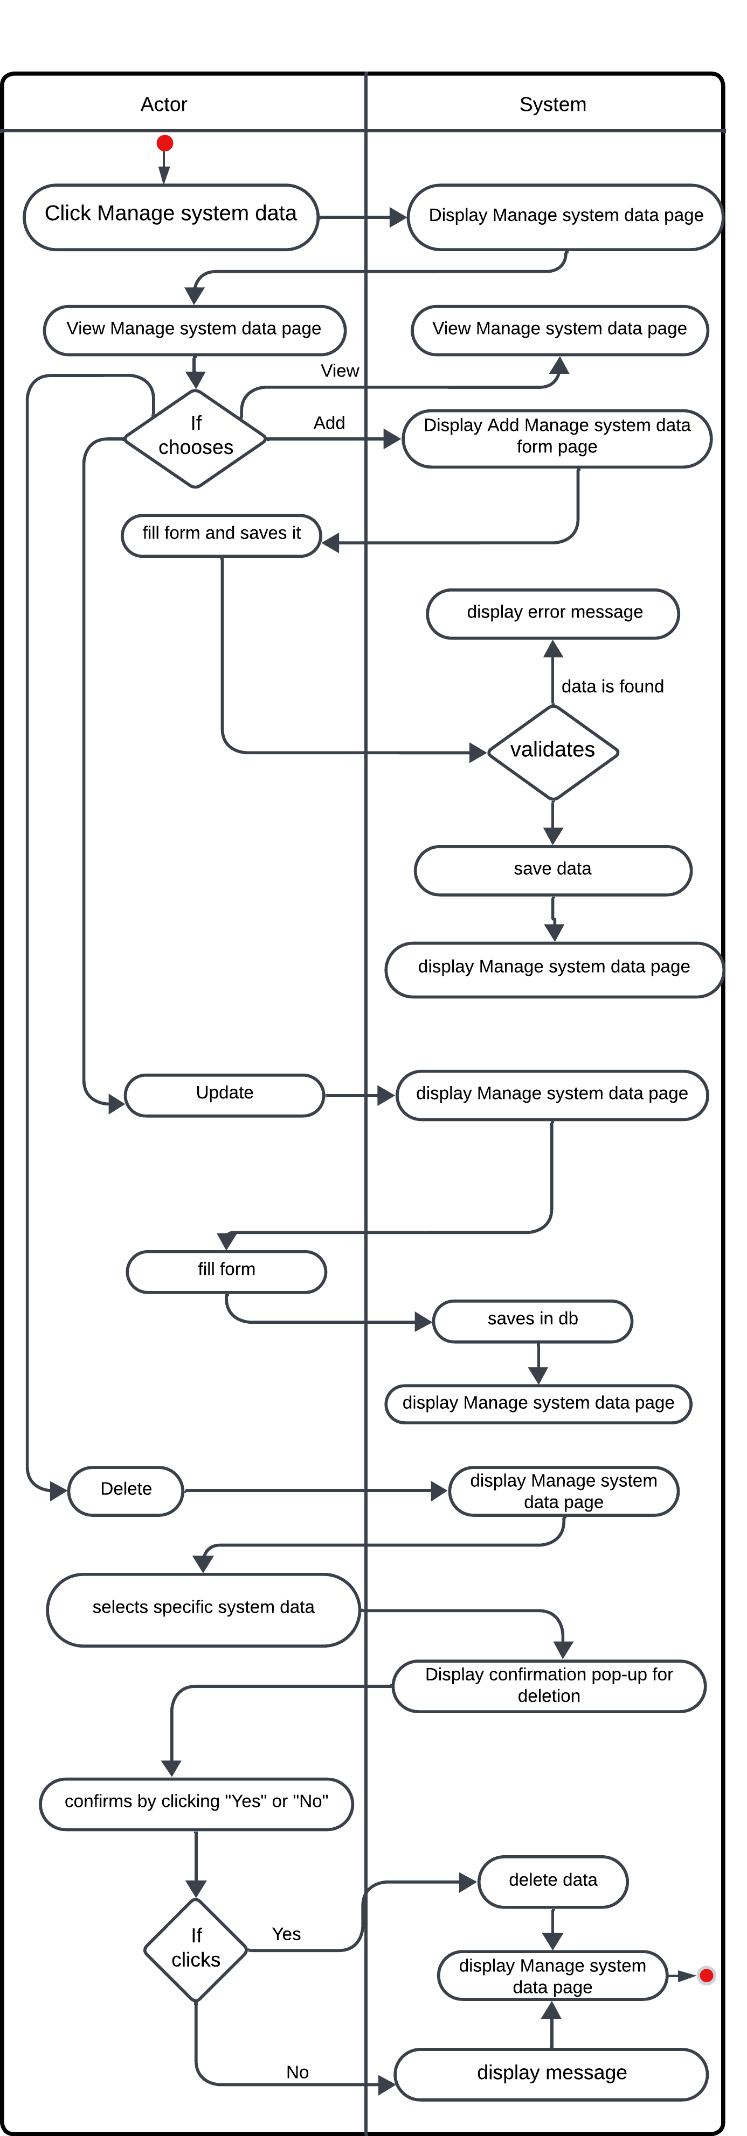 Actor
System
Click Manage system data
Display Manage system data page
View Manage system data page
View Manage system data page
View
If
chooses
Add
Display Add Manage system data
form page
fill form and saves it
display error message
data is found
validates
save data
display Manage system data page
Update
display Manage system data page
fill form
saves in db
display Manage system data page
Delete
display Manage system
data page
selects specific system data
Display confirmation pop-up for
deletion
confirms by clicking "Yes" or "No"
delete data
If
clicks
Yes
display Manage system
data page
No
display message